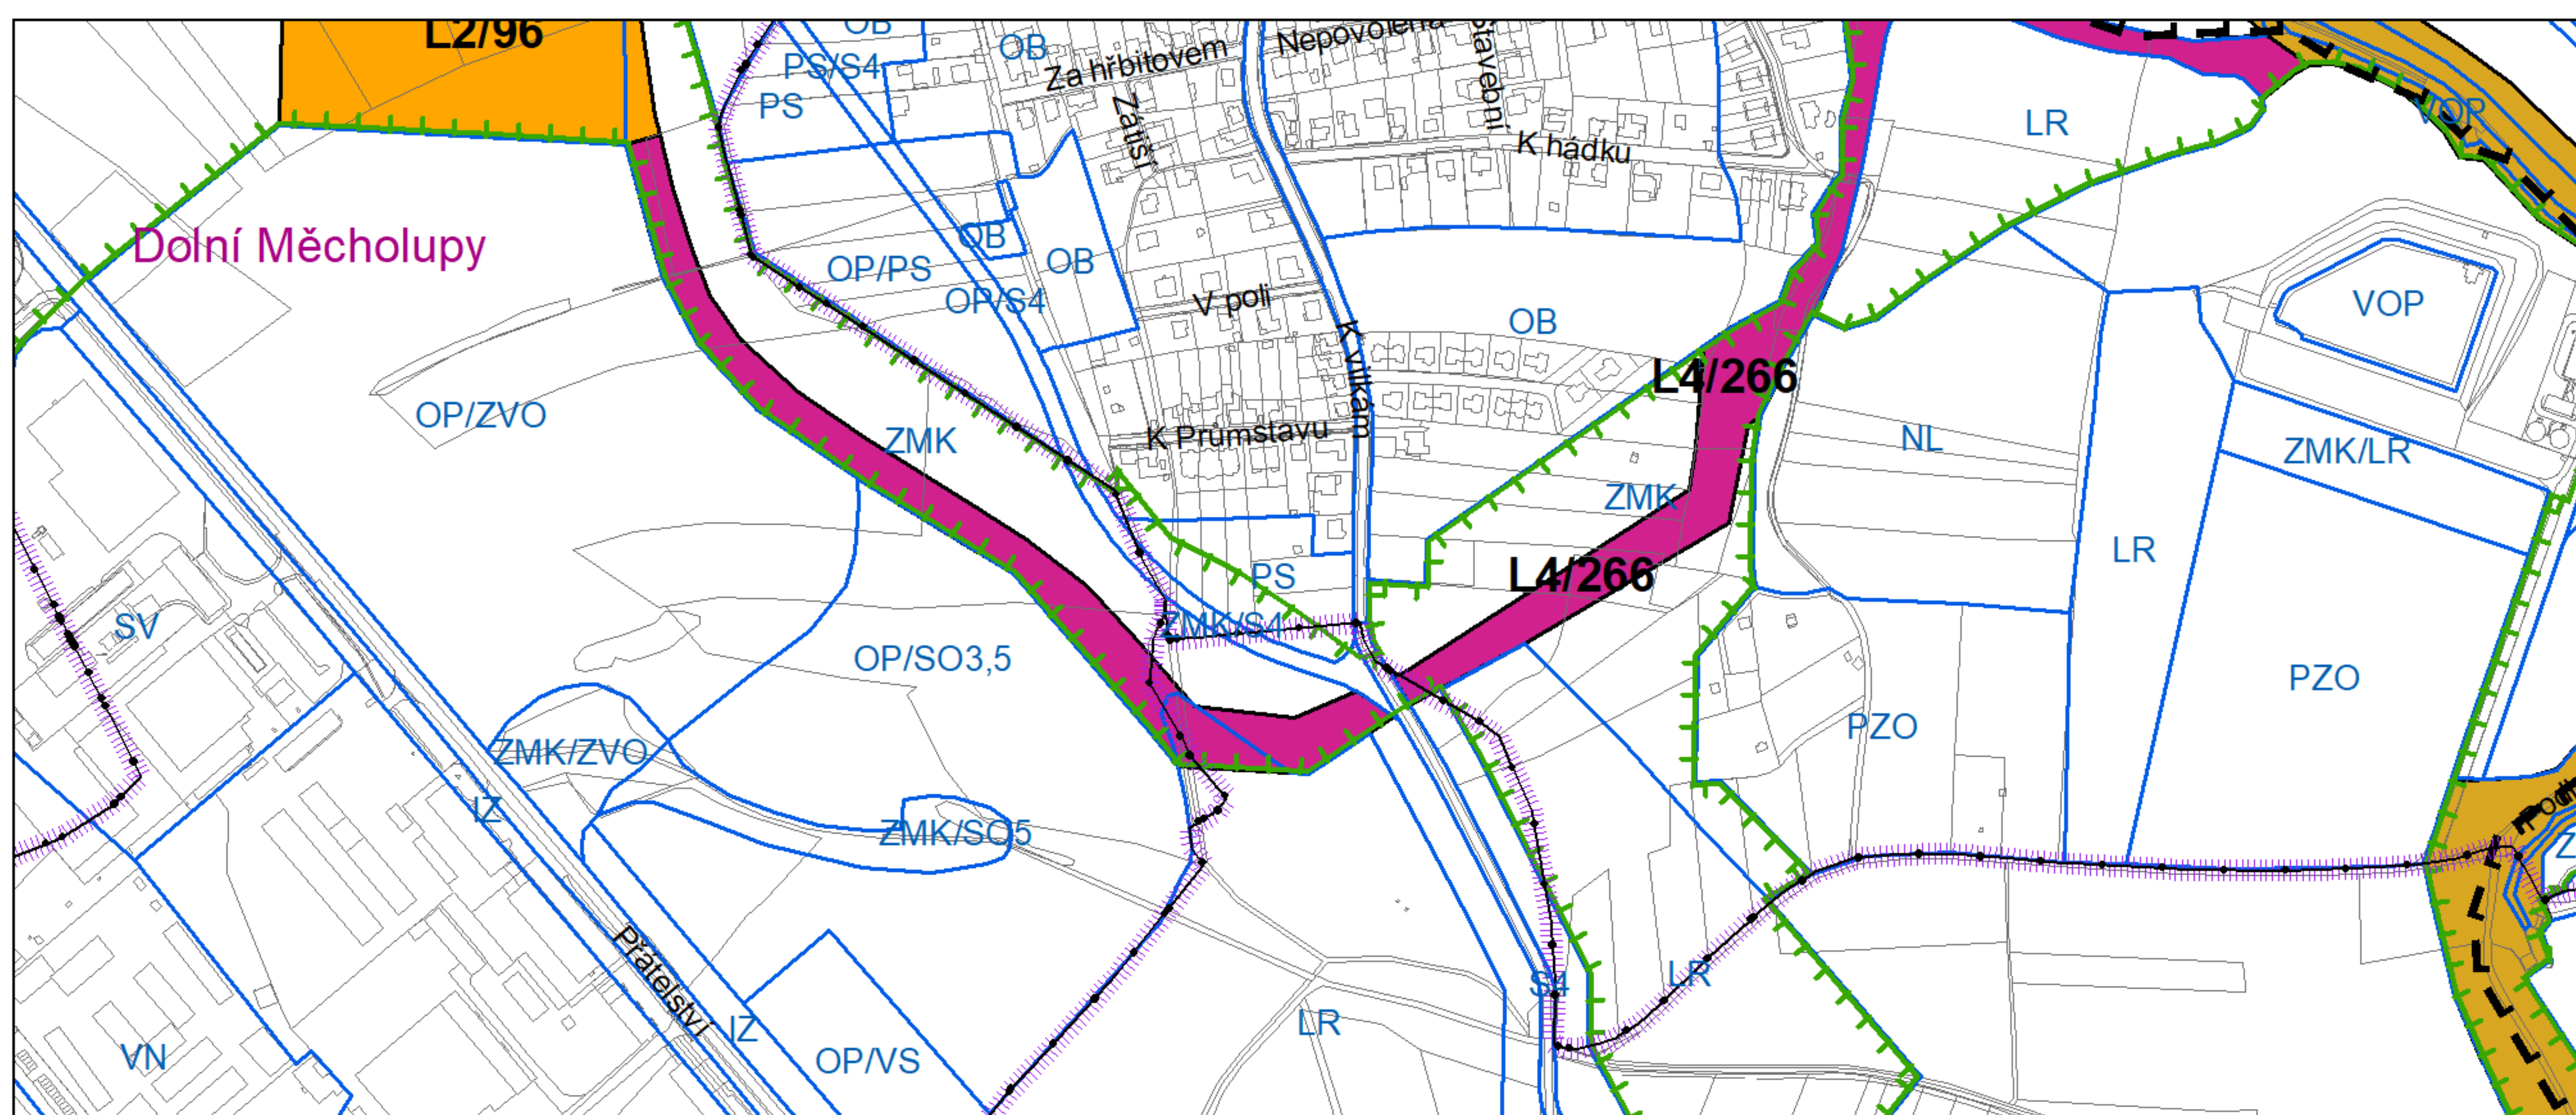 L2/96
OB
OB
Nepovolená
Stavební
Za hřbitovem
PS/S4
PS
Zátiší
K hádku
LR
VOP
Dolní Měcholupy
OB
OB
OP/PS
OP/S4
V poli
VOP
OB
K vilkám
L4/266
OP/ZVO
ZMK
K Prumstavu
NL
ZMK/LR
ZMK
LR
PS
L4/266
SV
ZMK/S4
OP/SO3,5
PZO
PZO
ZMK/ZVO
IZ
ZMK/SO5
Přátelství
S4
LR
LR
IZ
VN
OP/VS